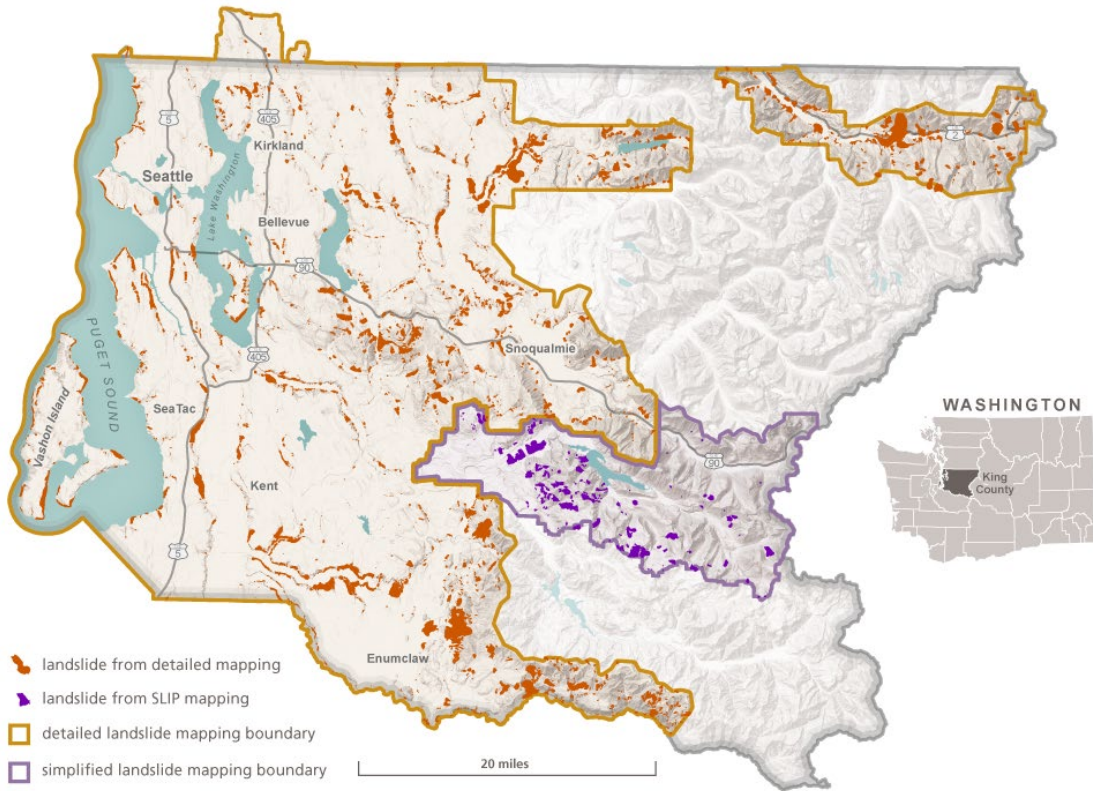 5
405
Kirkland
2
Seattle
Lake Washington
Bellevue
90
PUGET SOUND
Snoqualmie
405
Vashon Island
SeaTac
WASHINGTON
90
King
County
Kent
5
Enumclaw
landslide from detailed mapping
landslide from SLIP mapping
detailed landslide mapping boundary
simplified landslide mapping boundary
20 miles